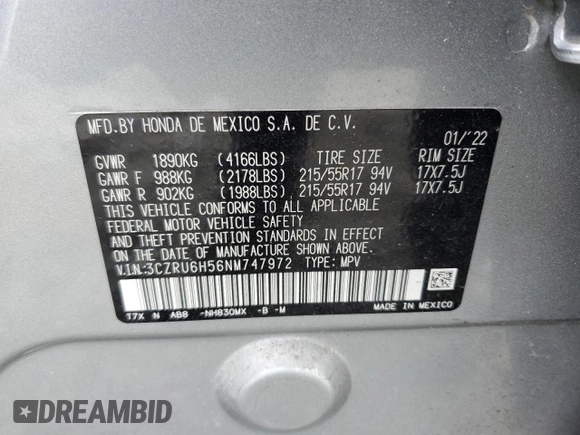 MFD.BY HONDA DE MEXICO S.A. DE C.V.
01/'22
GVWR 1890KG (4166LBS) TIRE SIZE RIM SIZE
GAWR F 988KG (2178LBS) 215/55R17 94V 17X7.5J
GAWR R 902KG (1988LBS) 215/55R17 94V 17X7.5J
THIS VEHICLE CONFORMS TO ALL APPLICABLE
FEDERAL MOTOR VEHICLE SAFETY
AND THEFT PREVENTION STANDARDS IN EFFECT
ON THE DATE OF MANUFACTURE SHOWN ABOVE.
V.I.N:3CZRU6H56NM747972 TYPE: MPV
T7X N AB8 -NH830MX -B -M
MADE IN MEXICO
DREAMBID